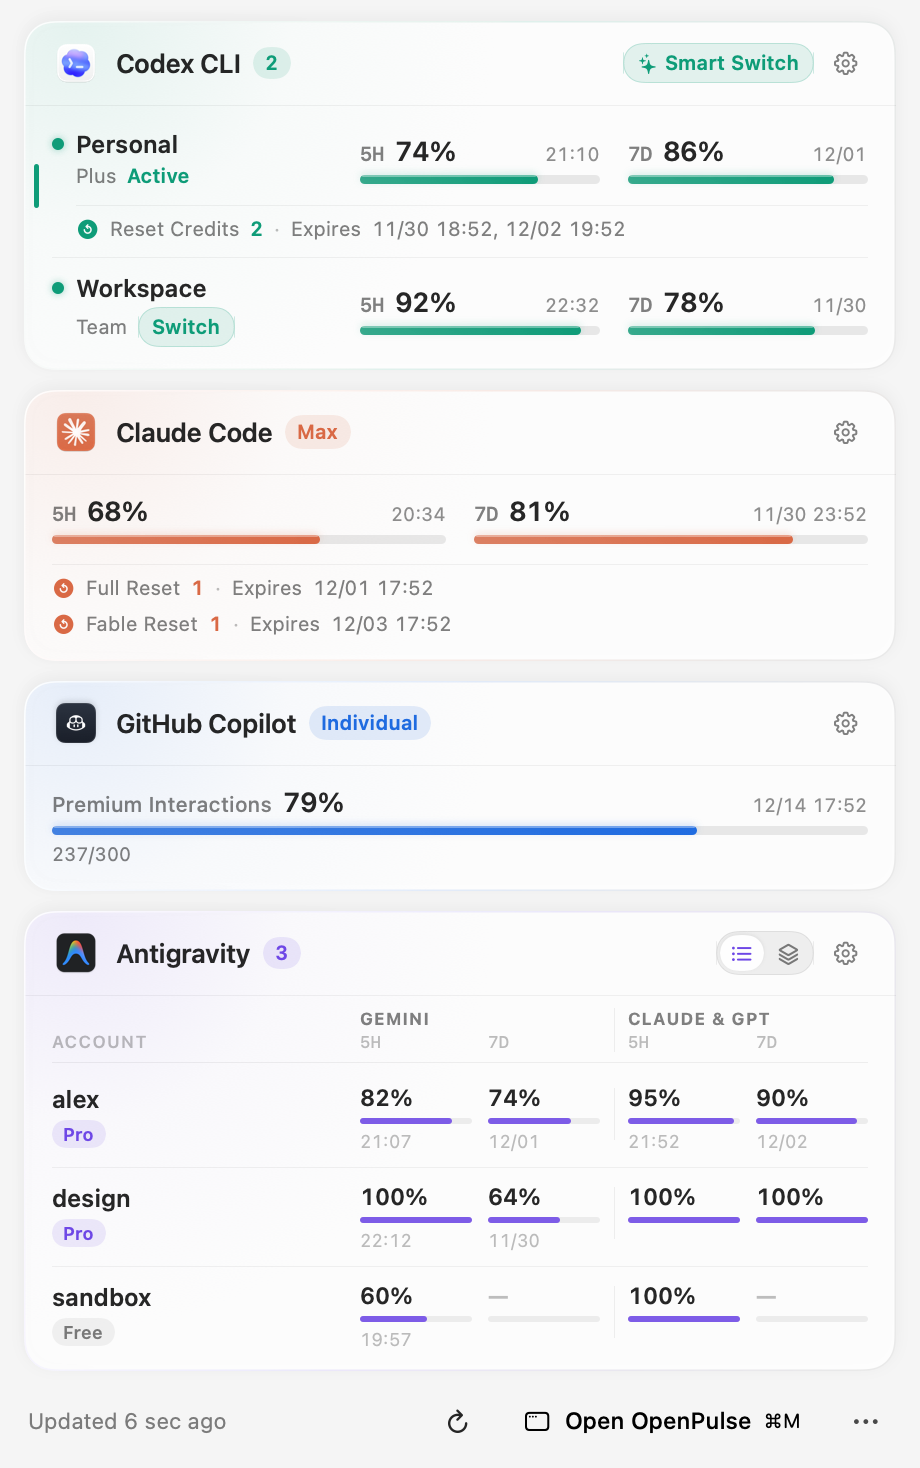 Codex CLI 2 Smart Switch
Personal
Plus Active
5H 74% 21:10 7D 86% 12/01
Reset Credits 2 · Expires 11/30 18:52, 12/02 19:52
Workspace
Team Switch
5H 92% 22:32 7D 78% 11/30
Claude Code Max
5H 68% 20:34 7D 81% 11/30 23:52
Full Reset 1 · Expires 12/01 17:52
Fable Reset 1 · Expires 12/03 17:52
GitHub Copilot Individual
Premium Interactions 79% 12/14 17:52
237/300
Antigravity 3
GEMINI CLAUDE & GPT
ACCOUNT 5H 7D 5H 7D
alex 82% 74% 95% 90%
Pro 21:07 12/01 21:52 12/02
design 100% 64% 100% 100%
Pro 22:12 11/30
sandbox 60% — 100% —
Free 19:57
Updated 6 sec ago Open OpenPulse ⌘M